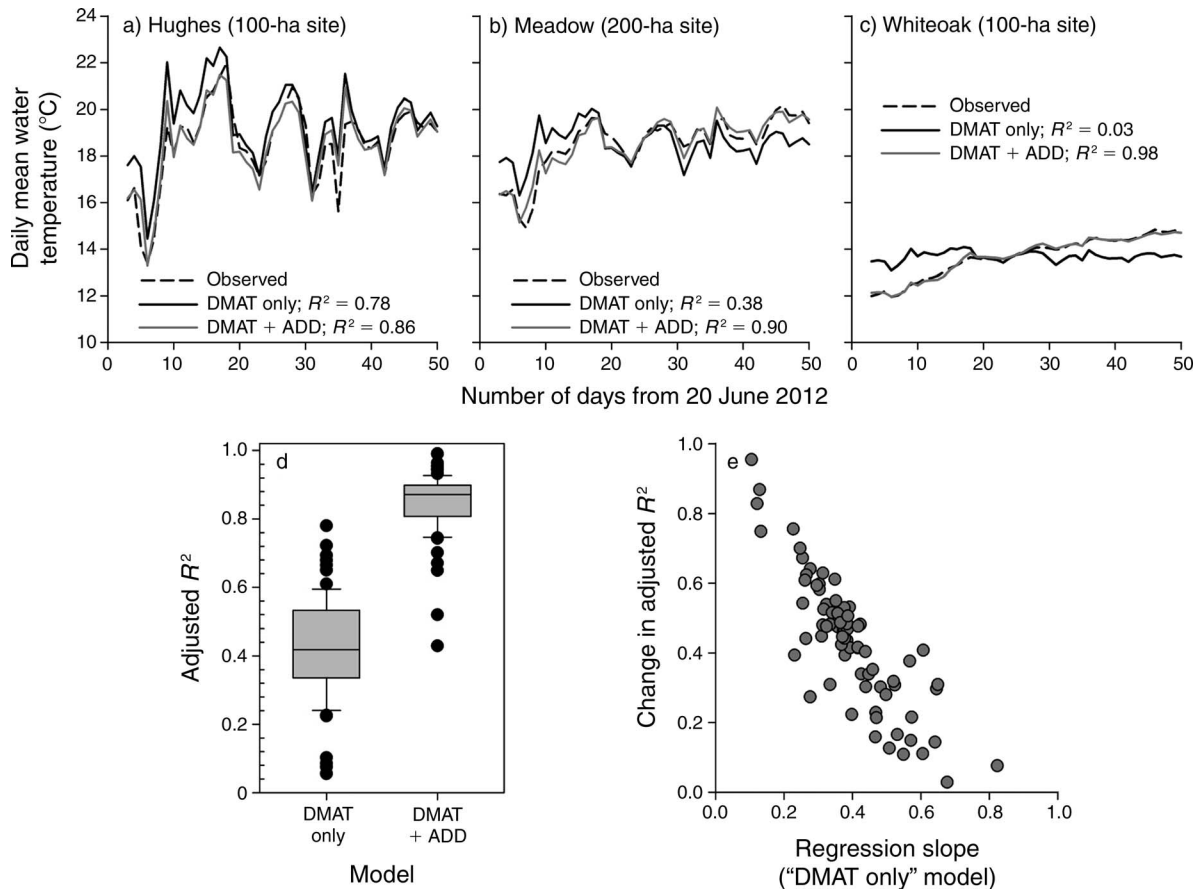 a) Hughes (100-ha site)
b) Meadow (200-ha site)
c) Whiteoak (100-ha site)
Daily mean water
temperature (°C)
24
22
20
18
16
14
12
10
Observed
DMAT only; R² = 0.78
DMAT + ADD; R² = 0.86
Observed
DMAT only; R² = 0.38
DMAT + ADD; R² = 0.90
Observed
DMAT only; R² = 0.03
DMAT + ADD; R² = 0.98
0 10 20 30 40 50
0 10 20 30 40 50
0 10 20 30 40 50
Number of days from 20 June 2012
d
Adjusted R²
1.0
0.8
0.6
0.4
0.2
0
DMAT
only
DMAT
+ ADD
Model
e
Change in adjusted R²
1.0
0.8
0.6
0.4
0.2
0.0
0.0 0.2 0.4 0.6 0.8 1.0
Regression slope
("DMAT only" model)